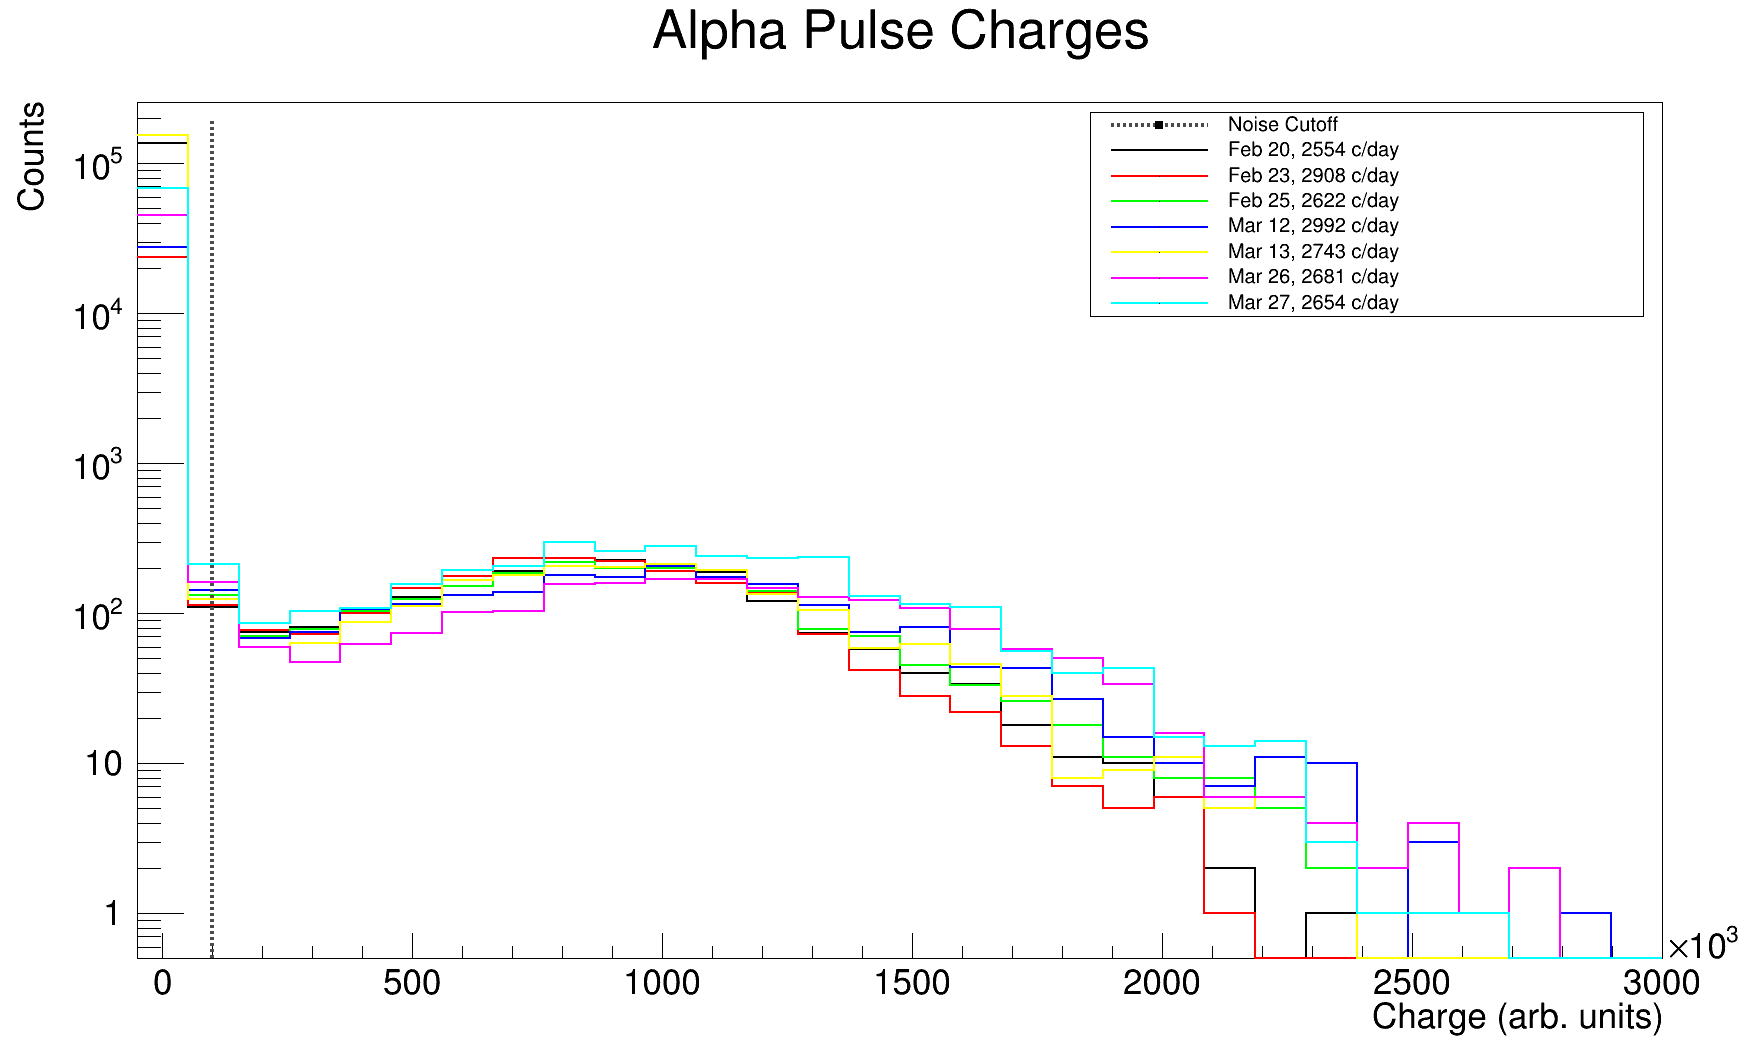 Alpha Pulse Charges
Counts
10^5
10^4
10^3
10^2
10
1
Noise Cutoff
Feb 20, 2554 c/day
Feb 23, 2908 c/day
Feb 25, 2622 c/day
Mar 12, 2992 c/day
Mar 13, 2743 c/day
Mar 26, 2681 c/day
Mar 27, 2654 c/day
0 500 1000 1500 2000 2500 3000
×10^3
Charge (arb. units)